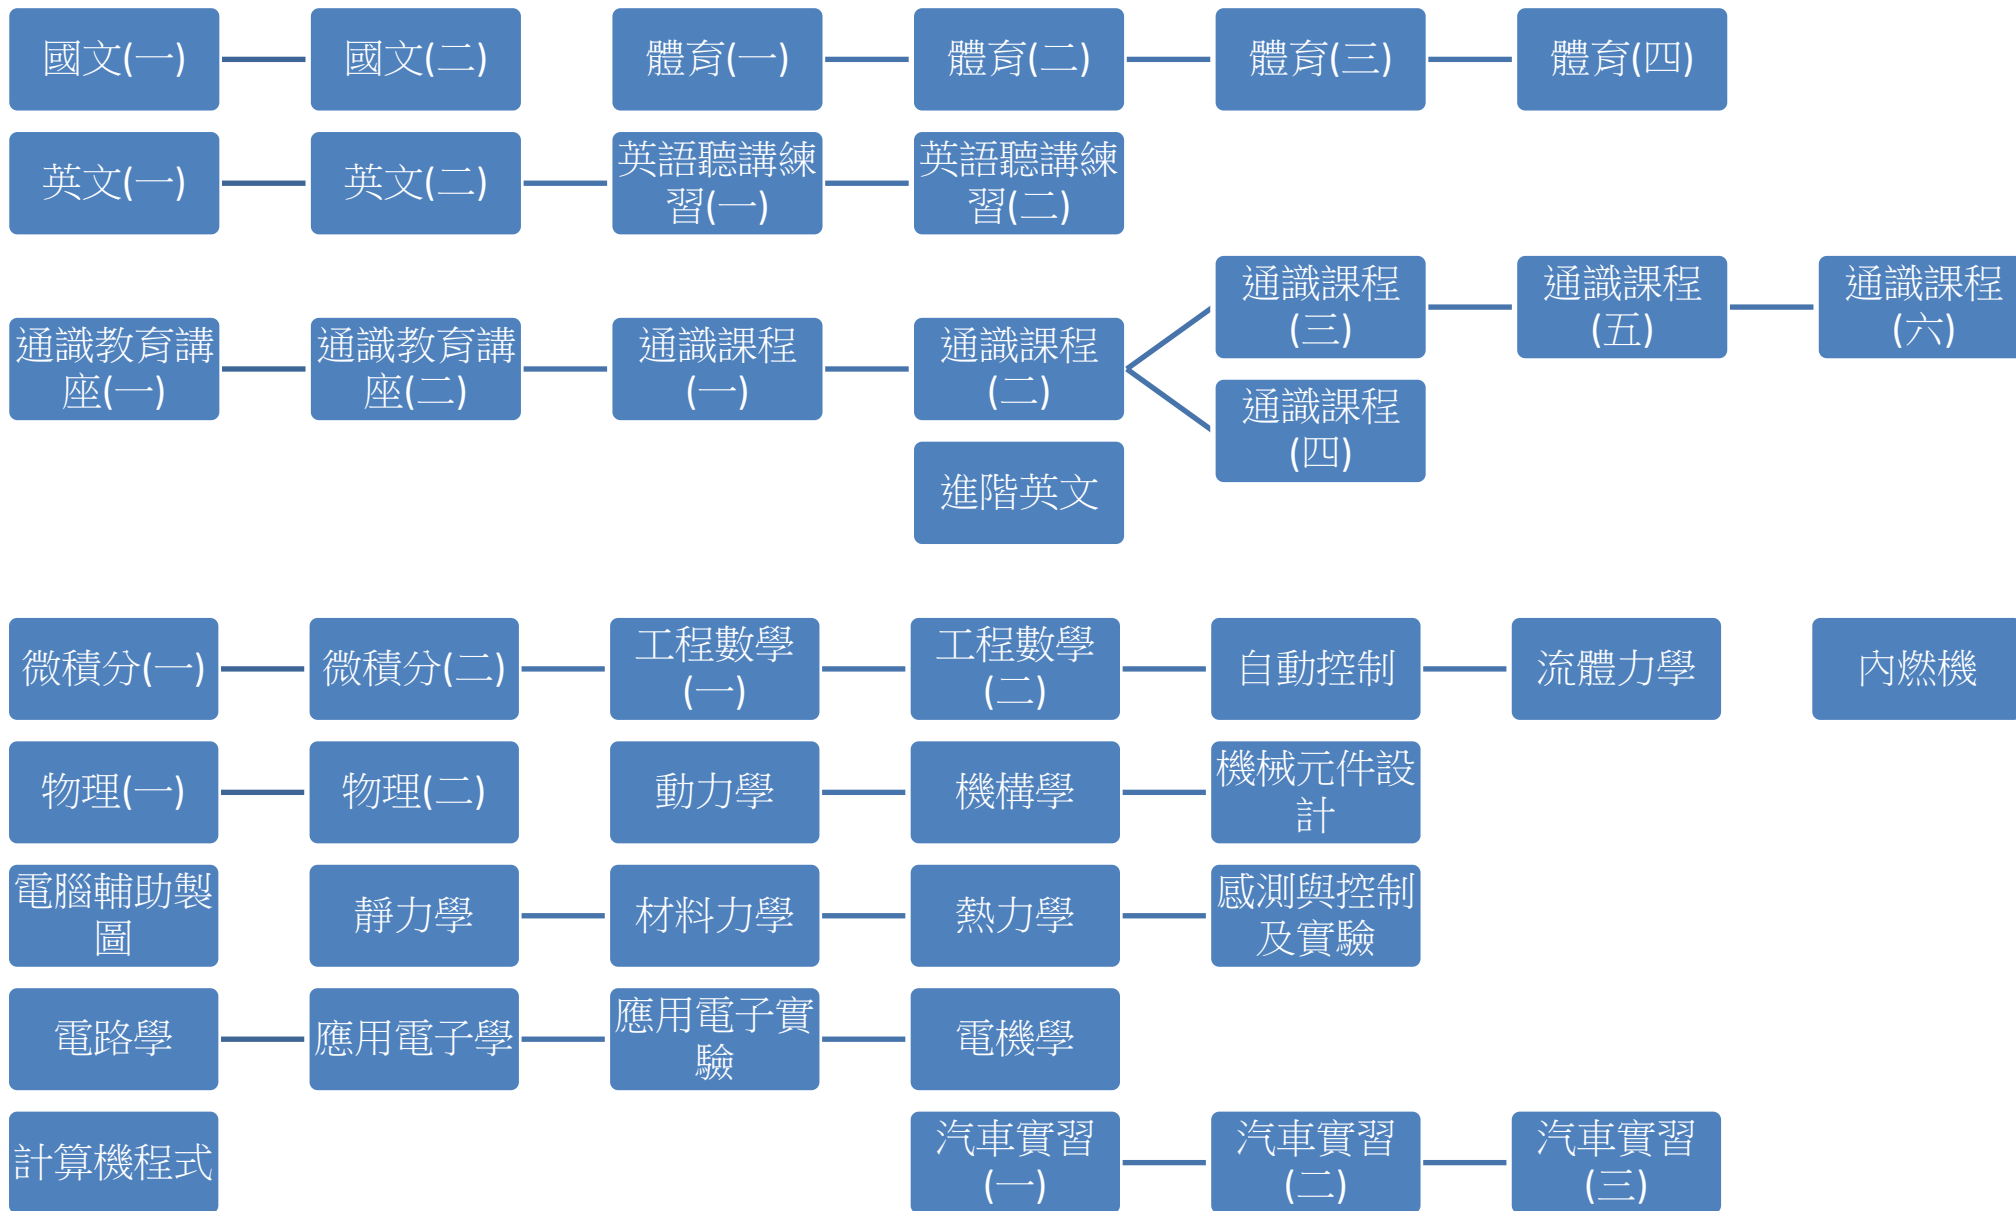 國文(一)
國文(二)
體育(一)
體育(二)
體育(三)
體育(四)
英文(一)
英文(二)
英語聽講練
習(一)
英語聽講練
習(二)
通識教育講
座(一)
通識教育講
座(二)
通識課程
(一)
通識課程
(二)
通識課程
(三)
通識課程
(五)
通識課程
(六)
通識課程
(四)
進階英文
微積分(一)
微積分(二)
工程數學
(一)
工程數學
(二)
自動控制
流體力學
內燃機
物理(一)
物理(二)
動力學
機構學
機械元件設
計
電腦輔助製
圖
靜力學
材料力學
熱力學
感測與控制
及實驗
電路學
應用電子學
應用電子實
驗
電機學
計算機程式
汽車實習
(一)
汽車實習
(二)
汽車實習
(三)